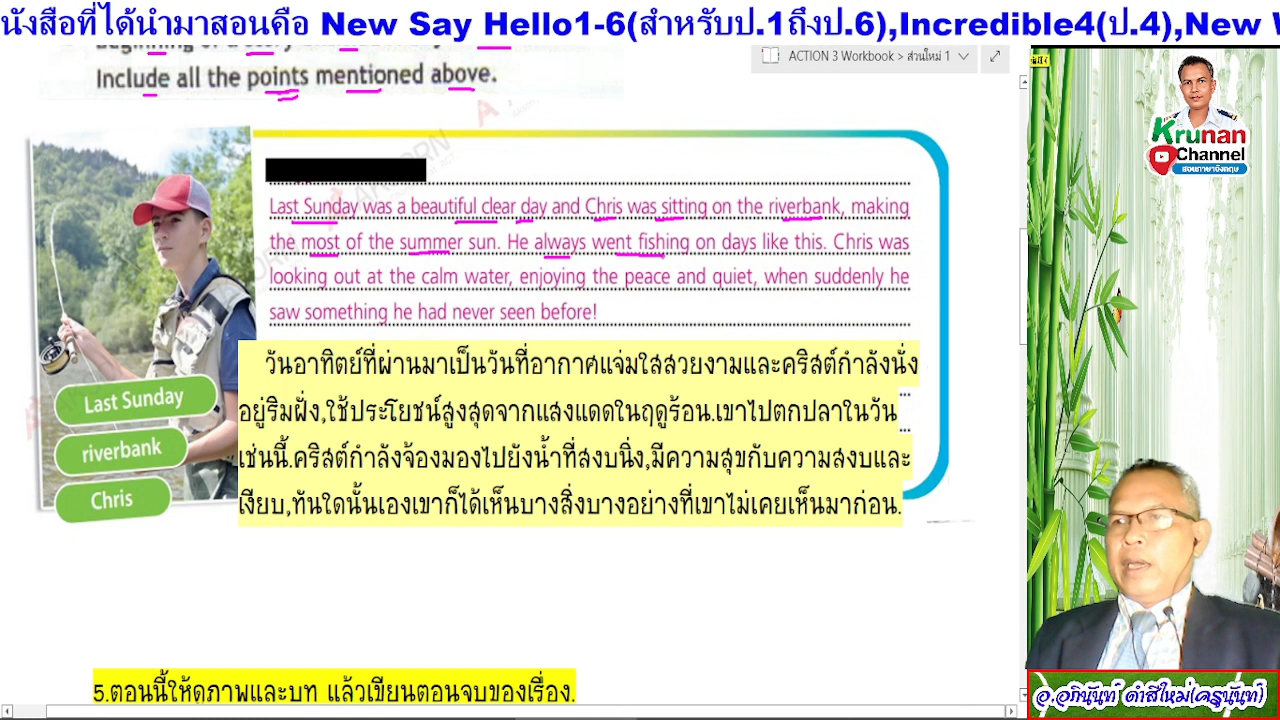 นังสือที่ได้นำมาสอนคือ New Say Hello1-6(สำหรับป.1ถึงป.6),Incredible4(ป.4),New W
Include all the points mentioned above.
ACTION 3 Workbook > ส่วนใหม่ 1
Krunan
Channel
สอนภาษาอังกฤษ
Last Sunday was a beautiful clear day and Chris was sitting on the riverbank, making
the most of the summer sun. He always went fishing on days like this. Chris was
looking out at the calm water, enjoying the peace and quiet, when suddenly he
saw something he had never seen before!
วันอาทิตย์ที่ผ่านมาเป็นวันที่อากาศแจ่มใสสวยงามและคริสต์กำลังนั่ง
อยู่ริมฝั่ง,ใช้ประโยชน์สูงสุดจากแสงแดดในฤดูร้อน.เขาไปตกปลาในวัน
เช่นนี้.คริสต์กำลังจ้องมองไปยังน้ำที่สงบนิ่ง,มีความสุขกับความสงบและ
เงียบ,ทันใดนั้นเองเขาก็ได้เห็นบางสิ่งบางอย่างที่เขาไม่เคยเห็นมาก่อน.
Last Sunday
riverbank
Chris
5.ตอนนี้ให้ดูภาพและบท แล้วเขียนตอนจบของเรื่อง.
อ.อภินันท์ ดำสีใหม่(ครูนันท์)